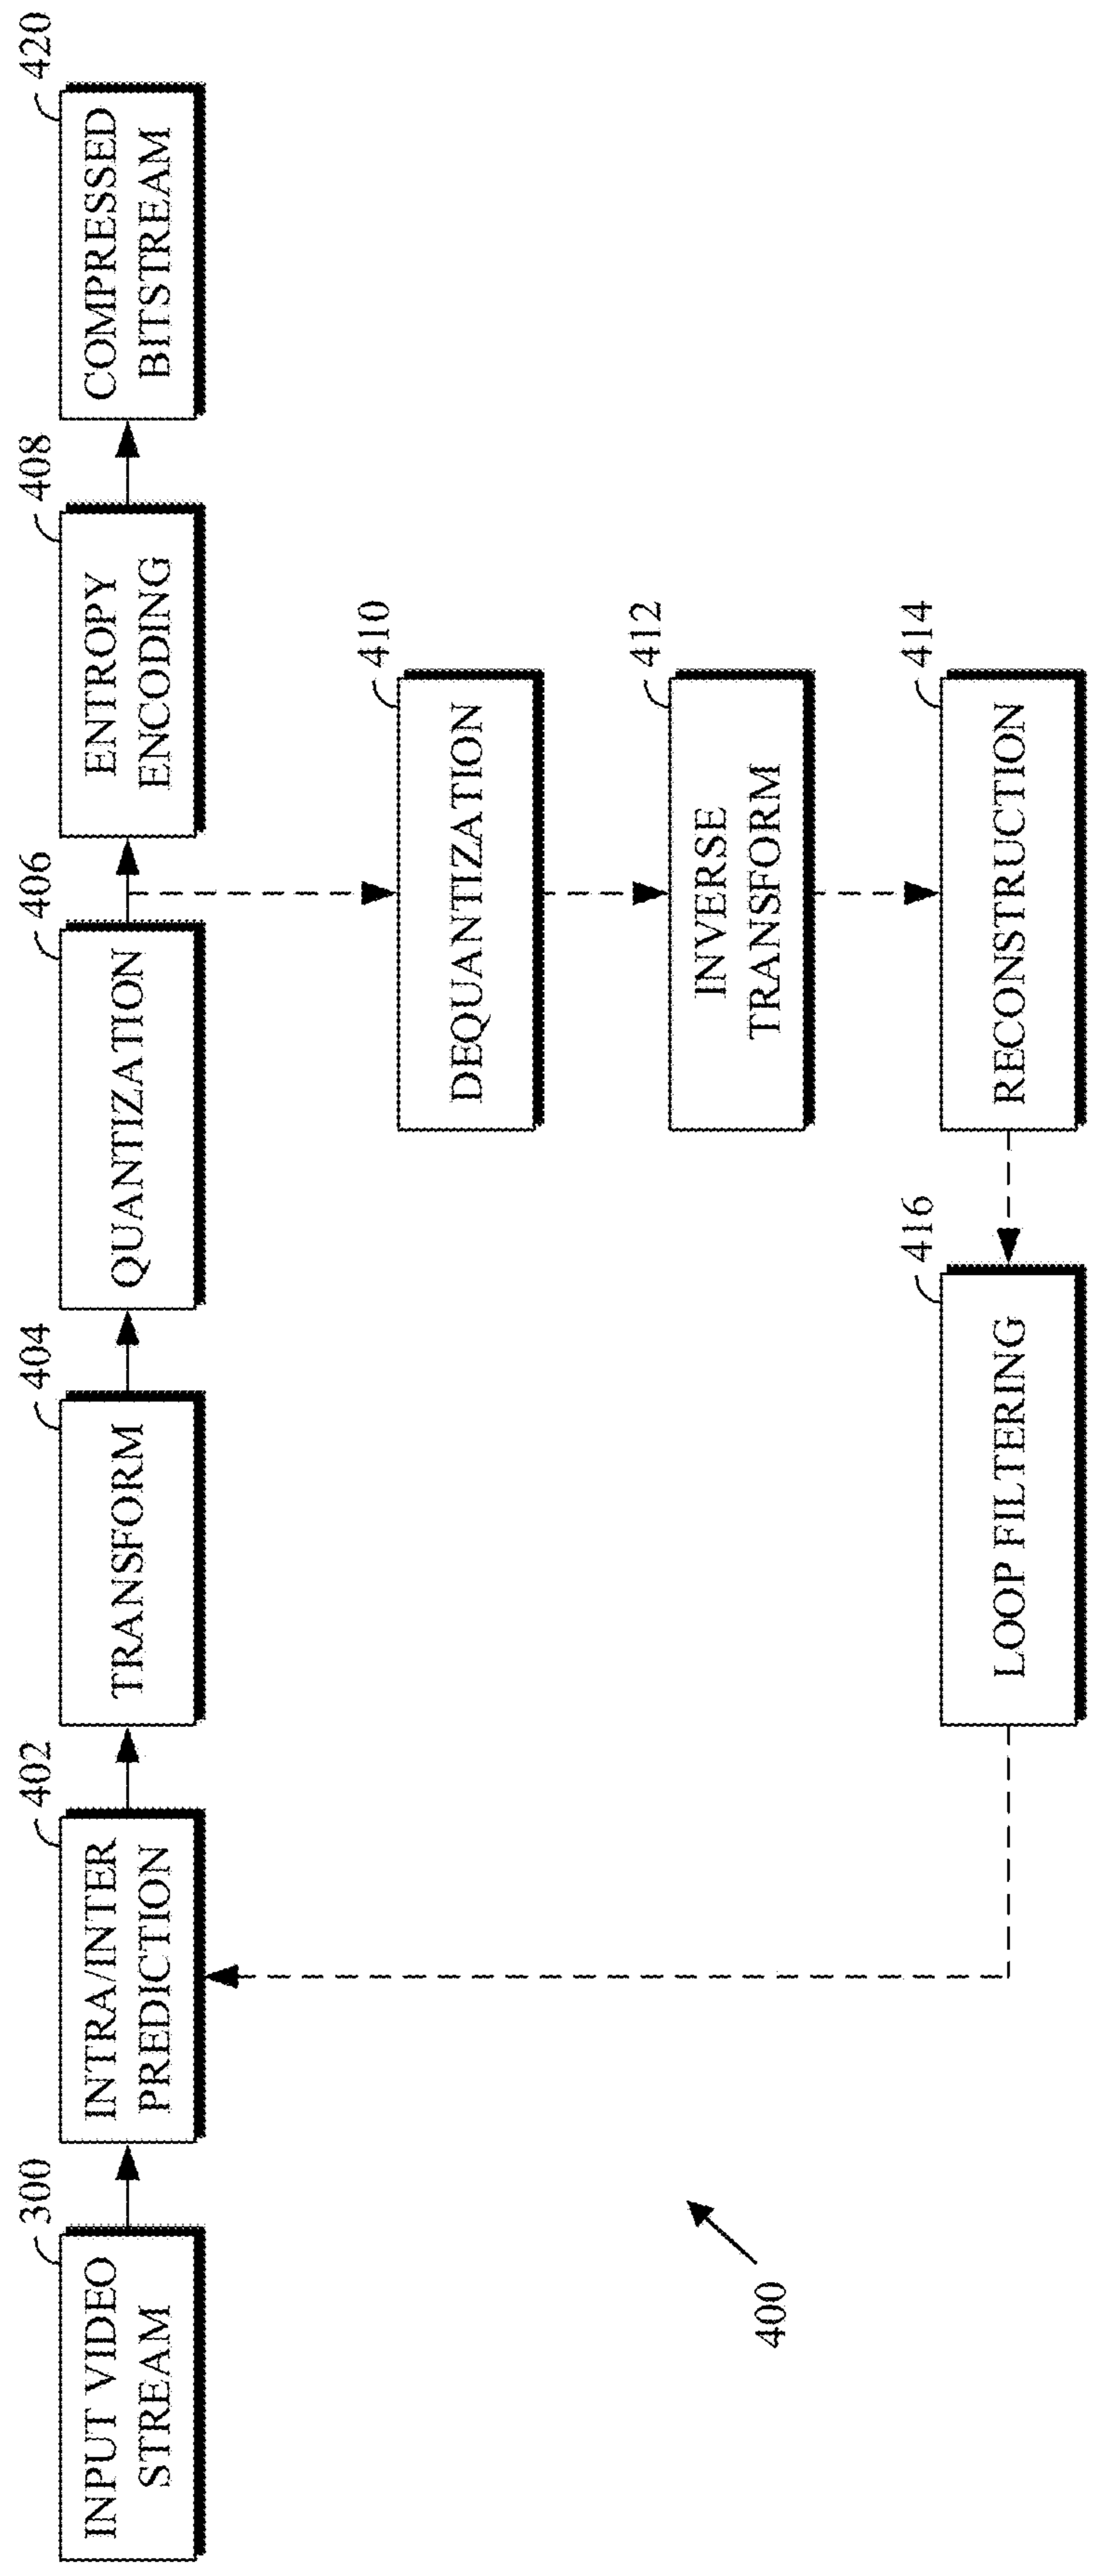 300
INPUT VIDEO
STREAM
402
INTRA/INTER
PREDICTION
404
TRANSFORM
406
QUANTIZATION
408
ENTROPY
ENCODING
420
COMPRESSED
BITSTREAM
410
DEQUANTIZATION
412
INVERSE
TRANSFORM
414
RECONSTRUCTION
416
LOOP FILTERING
400